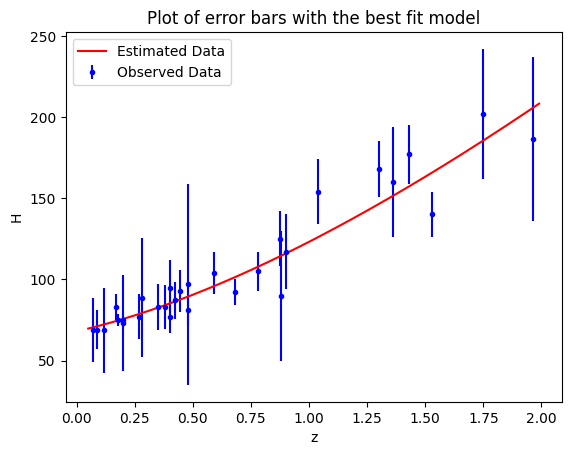 Plot of error bars with the best fit model
Estimated Data
Observed Data
250
200
150
100
50
H
0.00 0.25 0.50 0.75 1.00 1.25 1.50 1.75 2.00
z